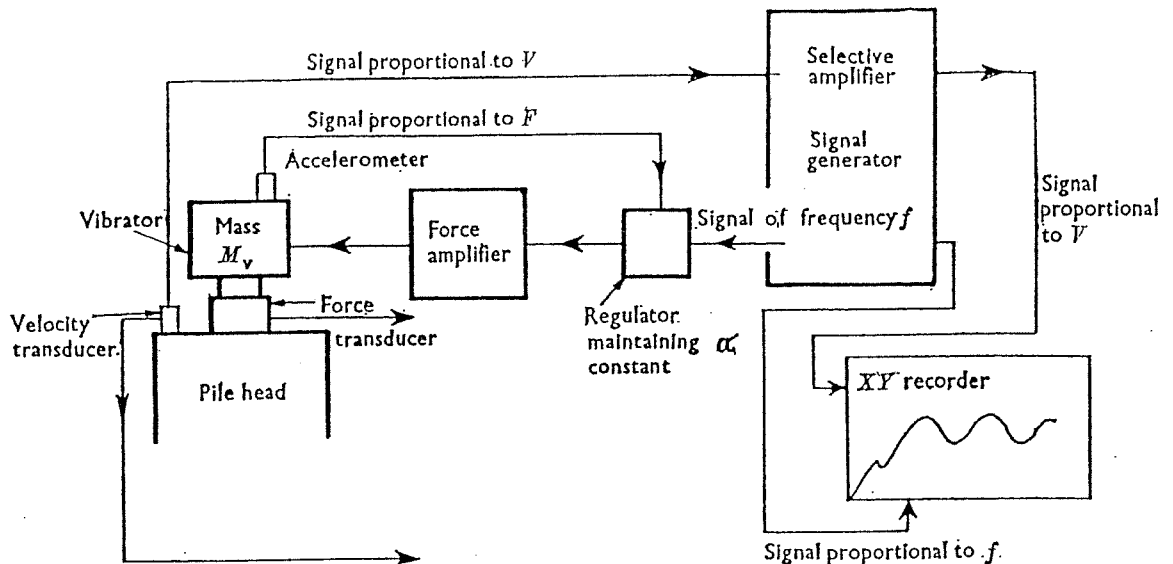 Signal proportional to V
Signal proportional to F
Accelerometer
Vibrator
Mass
Mv
Force
amplifier
Selective
amplifier
Signal
generator
Signal of frequency f
Signal
proportional
to V
Velocity
transducer.
Force
transducer
Regulator
maintaining α
constant
Pile head
XY recorder
Signal proportional to f.